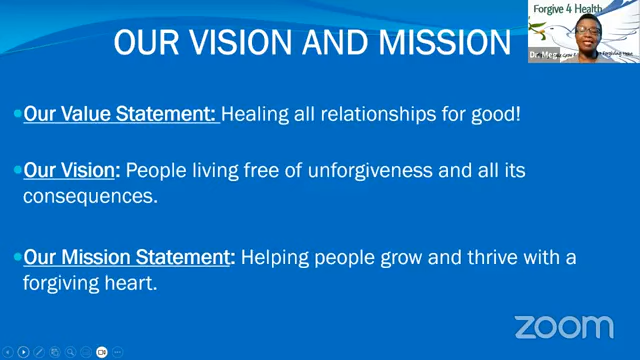 OUR VISION AND MISSION
Forgive 4 Health
Our Value Statement: Healing all relationships for good!
Our Vision: People living free of unforgiveness and all its
consequences.
Our Mission Statement: Helping people grow and thrive with a
forgiving heart.
zoom